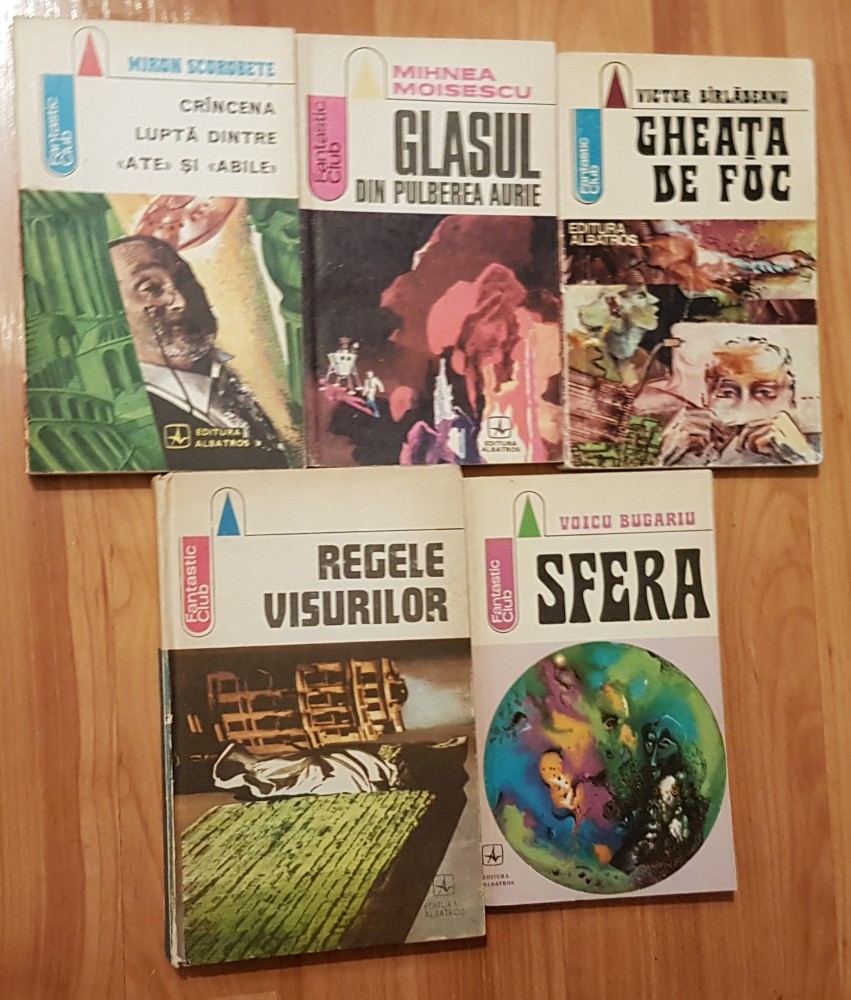 MIRON SCOROBETE
CRÎNCENA
LUPTĂ DINTRE
«ATE» ȘI «ABILE»
Fantastic
Club
EDITURA
ALBATROS
MIHNEA
MOISESCU
GLASUL
DIN PULBEREA AURIE
Fantastic
Club
EDITURA
ALBATROS
VICTOR BÎRLĂDEANU
GHEAȚA
DE FOC
Fantastic
Club
EDITURA
ALBATROS
REGELE
VISURILOR
Fantastic
Club
EDITURA
ALBATROS
VOICU BUGARIU
SFERA
Fantastic
Club
EDITURA
ALBATROS